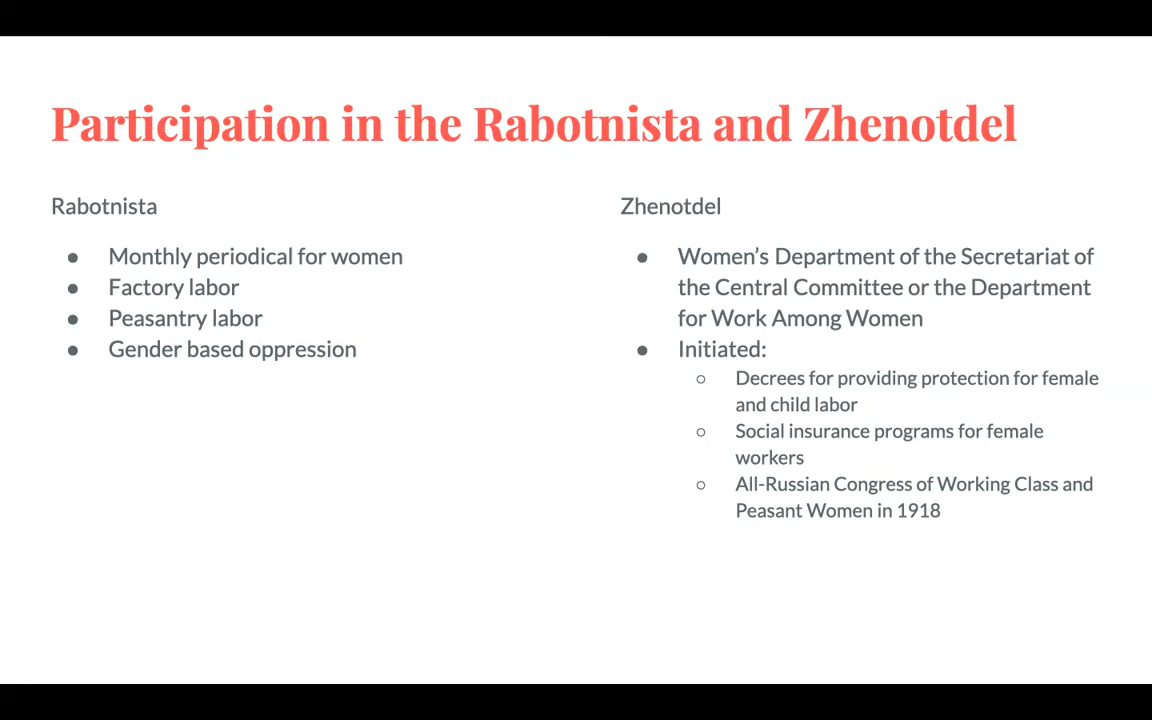 Participation in the Rabotnista and Zhenotdel
Rabotnista
● Monthly periodical for women
● Factory labor
● Peasantry labor
● Gender based oppression
Zhenotdel
● Women’s Department of the Secretariat of
the Central Committee or the Department
for Work Among Women
● Initiated:
○ Decrees for providing protection for female
and child labor
○ Social insurance programs for female
workers
○ All-Russian Congress of Working Class and
Peasant Women in 1918